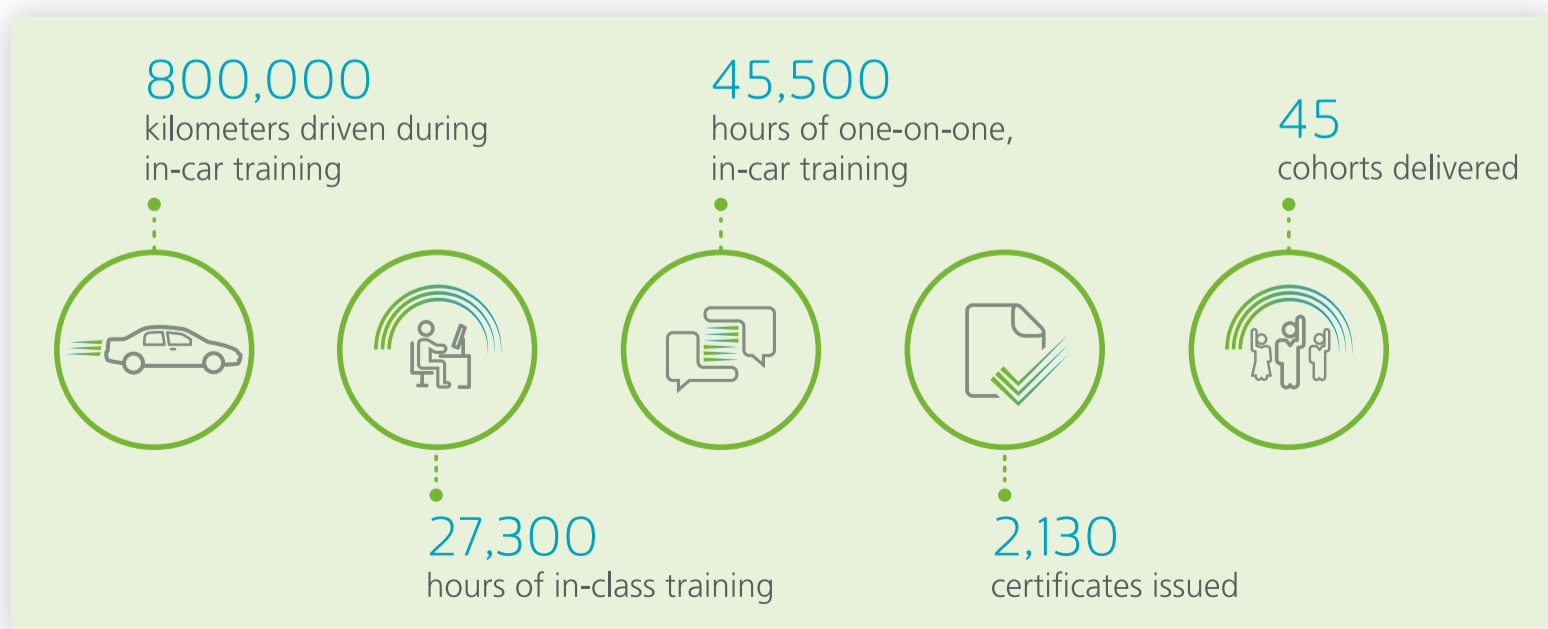 800,000
kilometers driven during
in-car training
27,300
hours of in-class training
45,500
hours of one-on-one,
in-car training
2,130
certificates issued
45
cohorts delivered